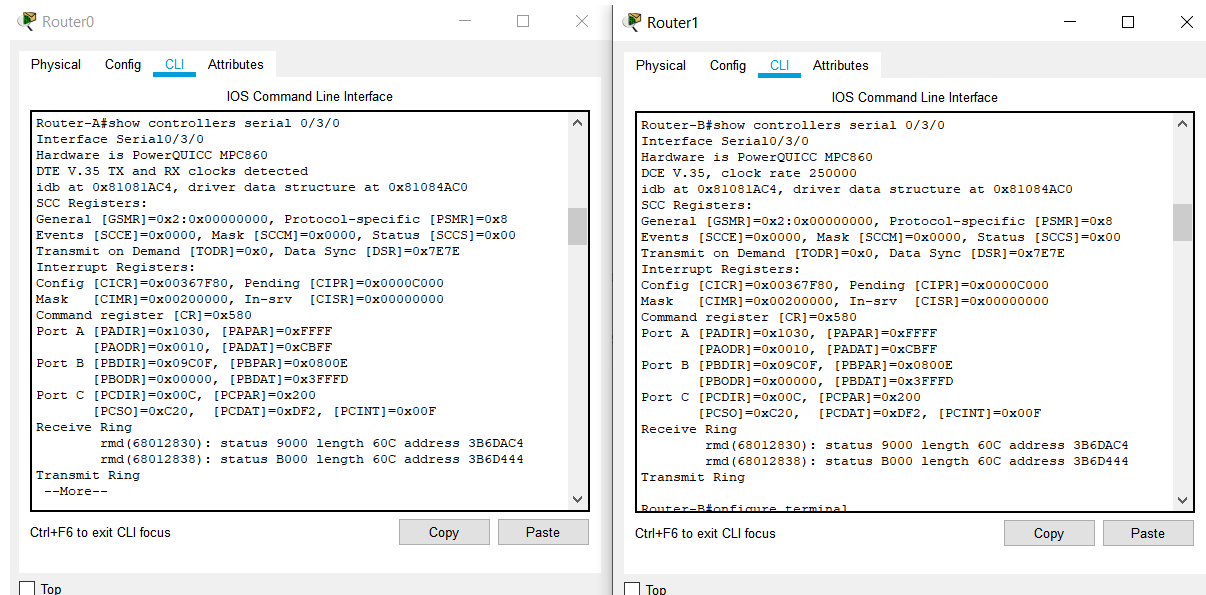 Router0
Physical Config CLI Attributes
IOS Command Line Interface
Router-A#show controllers serial 0/3/0
Interface Serial0/3/0
Hardware is PowerQUICC MPC860
DTE V.35 TX and RX clocks detected
idb at 0x81081AC4, driver data structure at 0x81084AC0
SCC Registers:
General [GSMR]=0x2:0x00000000, Protocol-specific [PSMR]=0x8
Events [SCCE]=0x0000, Mask [SCCM]=0x0000, Status [SCCS]=0x00
Transmit on Demand [TODR]=0x0, Data Sync [DSR]=0x7E7E
Interrupt Registers:
Config [CICR]=0x00367F80, Pending [CIPR]=0x0000C000
Mask   [CIMR]=0x00200000, In-srv  [CISR]=0x00000000
Command register [CR]=0x580
Port A [PADIR]=0x1030, [PAPAR]=0xFFFF
       [PAODR]=0x0010, [PADAT]=0xCBFF
Port B [PBDIR]=0x09C0F, [PBPAR]=0x0800E
       [PBODR]=0x00000, [PBDAT]=0x3FFFD
Port C [PCDIR]=0x00C, [PCPAR]=0x200
       [PCSO]=0xC20,  [PCDAT]=0xDF2, [PCINT]=0x00F
Receive Ring
        rmd(68012830): status 9000 length 60C address 3B6DAC4
        rmd(68012838): status B000 length 60C address 3B6D444
Transmit Ring
 --More--
Ctrl+F6 to exit CLI focus
Copy Paste
Top
Router1
Physical Config CLI Attributes
IOS Command Line Interface
Router-B#show controllers serial 0/3/0
Interface Serial0/3/0
Hardware is PowerQUICC MPC860
DCE V.35, clock rate 250000
idb at 0x81081AC4, driver data structure at 0x81084AC0
SCC Registers:
General [GSMR]=0x2:0x00000000, Protocol-specific [PSMR]=0x8
Events [SCCE]=0x0000, Mask [SCCM]=0x0000, Status [SCCS]=0x00
Transmit on Demand [TODR]=0x0, Data Sync [DSR]=0x7E7E
Interrupt Registers:
Config [CICR]=0x00367F80, Pending [CIPR]=0x0000C000
Mask   [CIMR]=0x00200000, In-srv  [CISR]=0x00000000
Command register [CR]=0x580
Port A [PADIR]=0x1030, [PAPAR]=0xFFFF
       [PAODR]=0x0010, [PADAT]=0xCBFF
Port B [PBDIR]=0x09C0F, [PBPAR]=0x0800E
       [PBODR]=0x00000, [PBDAT]=0x3FFFD
Port C [PCDIR]=0x00C, [PCPAR]=0x200
       [PCSO]=0xC20,  [PCDAT]=0xDF2, [PCINT]=0x00F
Receive Ring
        rmd(68012830): status 9000 length 60C address 3B6DAC4
        rmd(68012838): status B000 length 60C address 3B6D444
Transmit Ring
Router-B#onfigure terminal
Ctrl+F6 to exit CLI focus
Copy Paste
Top